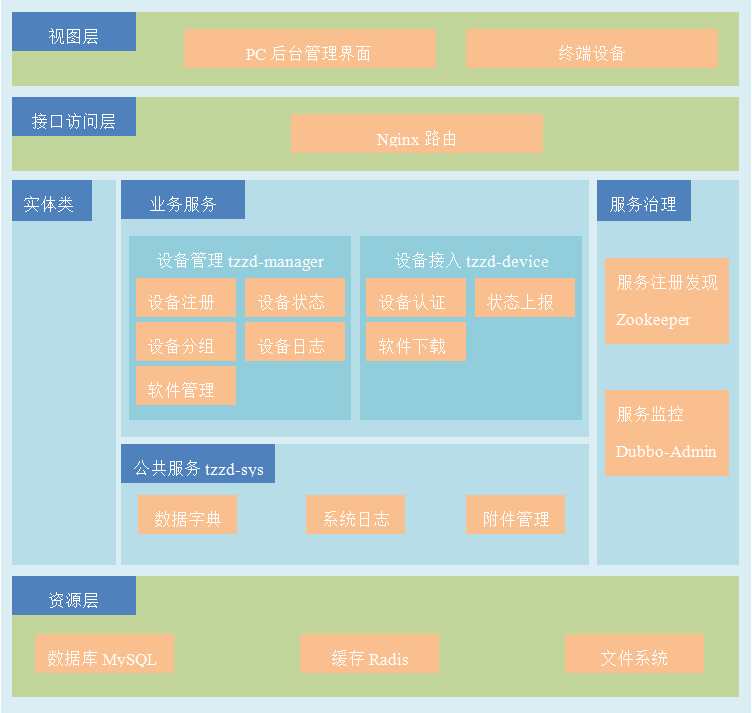 视图层
PC 后台管理界面
终端设备
接口访问层
Nginx 路由
实体类
业务服务
设备管理 tzzd-manager
设备注册
设备状态
设备分组
设备日志
软件管理
设备接入 tzzd-device
设备认证
状态上报
软件下载
公共服务 tzzd-sys
数据字典
系统日志
附件管理
服务治理
服务注册发现
Zookeeper
服务监控
Dubbo-Admin
资源层
数据库 MySQL
缓存 Radis
文件系统